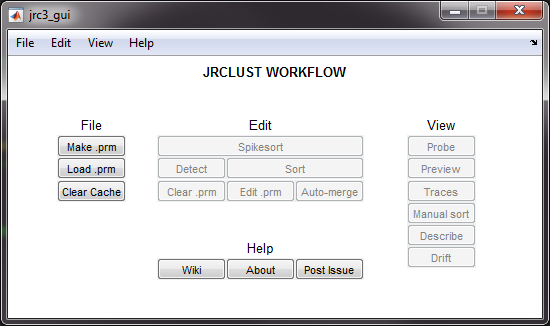 jrc3_gui
File Edit View Help
JRCLUST WORKFLOW
File Edit View
Make .prm Spikesort Probe
Load .prm Detect Sort Preview
Clear Cache Clear .prm Edit .prm Auto-merge Traces
Manual sort
Help Describe
Wiki About Post Issue Drift